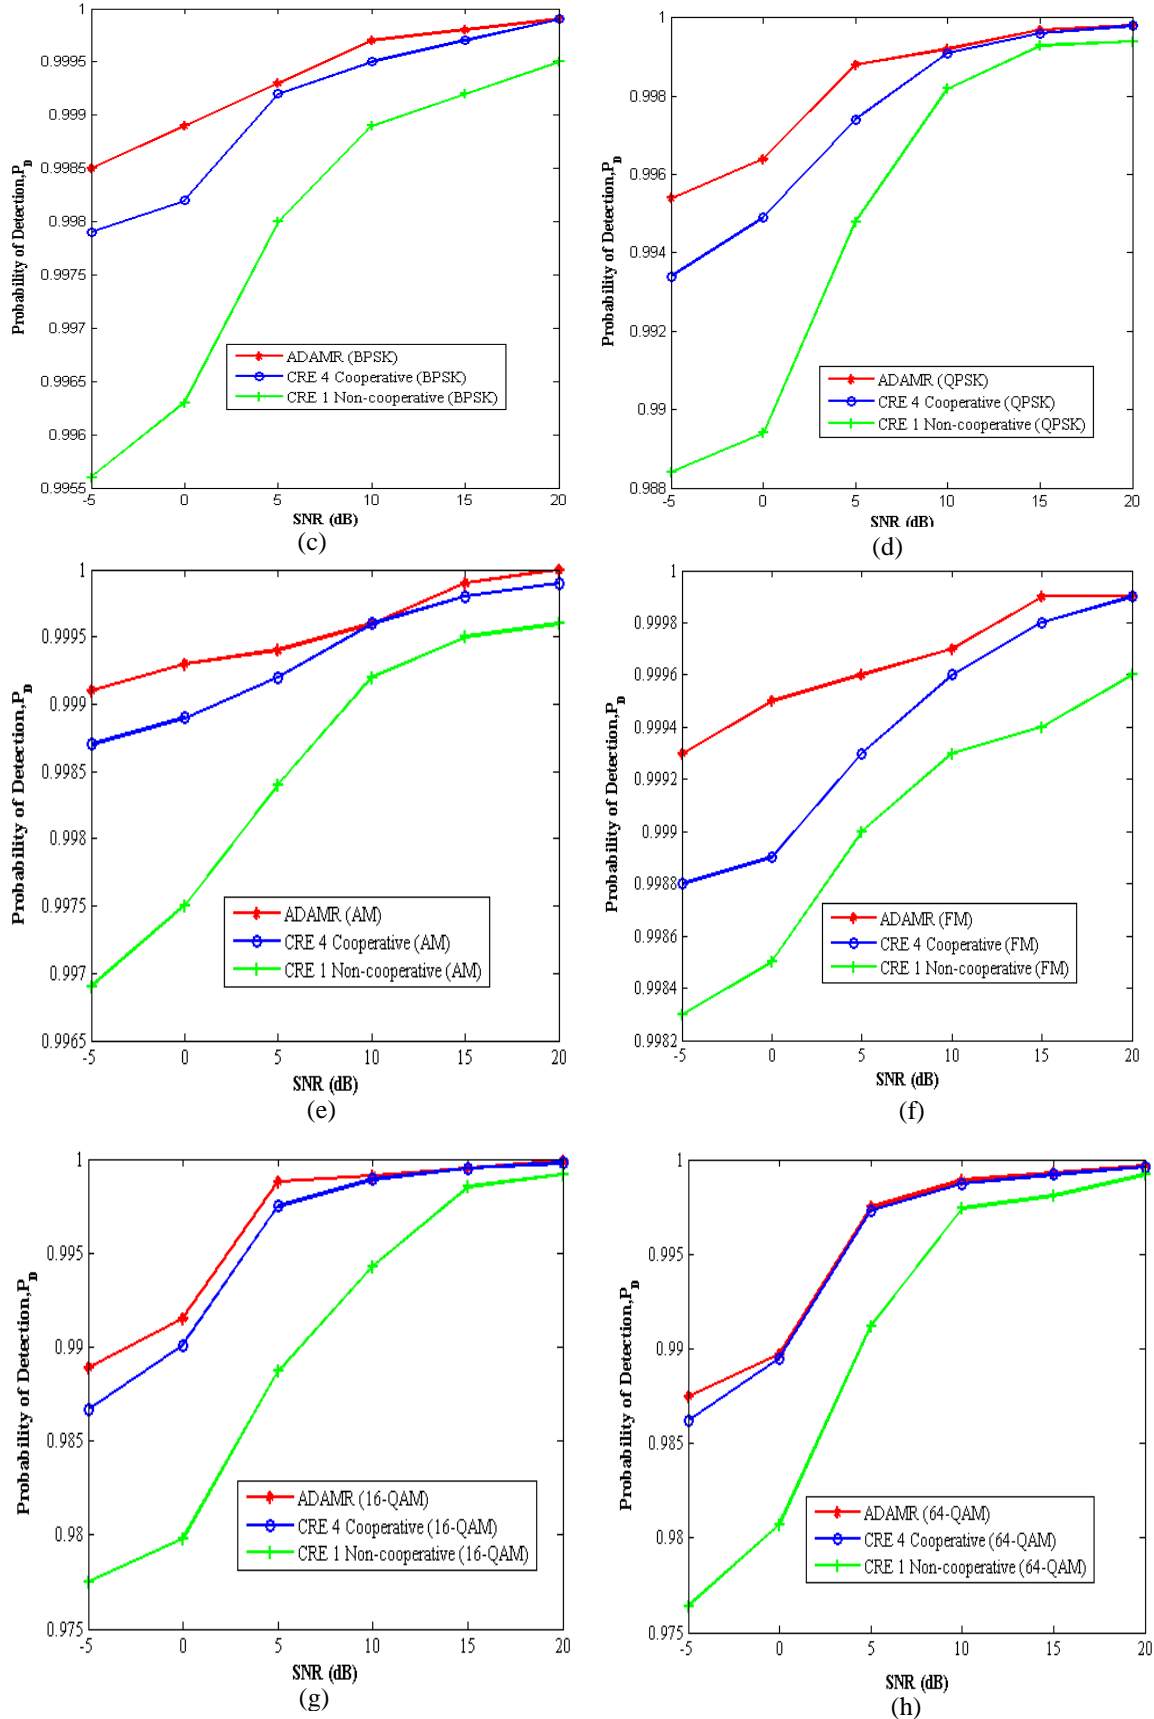 1
0.9995
0.999
0.9985
0.998
0.9975
0.997
0.9965
0.996
0.9955
Probability of Detection,P_D
ADAMR (BPSK)
CRE 4 Cooperative (BPSK)
CRE 1 Non-cooperative (BPSK)
-5 0 5 10 15 20
SNR (dB)
(c)
1
0.998
0.996
0.994
0.992
0.99
0.988
Probability of Detection,P_D
ADAMR (QPSK)
CRE 4 Cooperative (QPSK)
CRE 1 Non-cooperative (QPSK)
-5 0 5 10 15 20
SNR (dB)
(d)
1
0.9995
0.999
0.9985
0.998
0.9975
0.997
0.9965
Probability of Detection,P_D
ADAMR (AM)
CRE 4 Cooperative (AM)
CRE 1 Non-cooperative (AM)
-5 0 5 10 15 20
SNR (dB)
(e)
1
0.9998
0.9996
0.9994
0.9992
0.999
0.9988
0.9986
0.9984
0.9982
Probability of Detection,P_D
ADAMR (FM)
CRE 4 Cooperative (FM)
CRE 1 Non-cooperative (FM)
-5 0 5 10 15 20
SNR (dB)
(f)
1
0.995
0.99
0.985
0.98
0.975
Probability of Detection,P_D
ADAMR (16-QAM)
CRE 4 Cooperative (16-QAM)
CRE 1 Non-cooperative (16-QAM)
-5 0 5 10 15 20
SNR (dB)
(g)
1
0.995
0.99
0.985
0.98
0.975
Probability of Detection,P_D
ADAMR (64-QAM)
CRE 4 Cooperative (64-QAM)
CRE 1 Non-cooperative (64-QAM)
-5 0 5 10 15 20
SNR (dB)
(h)